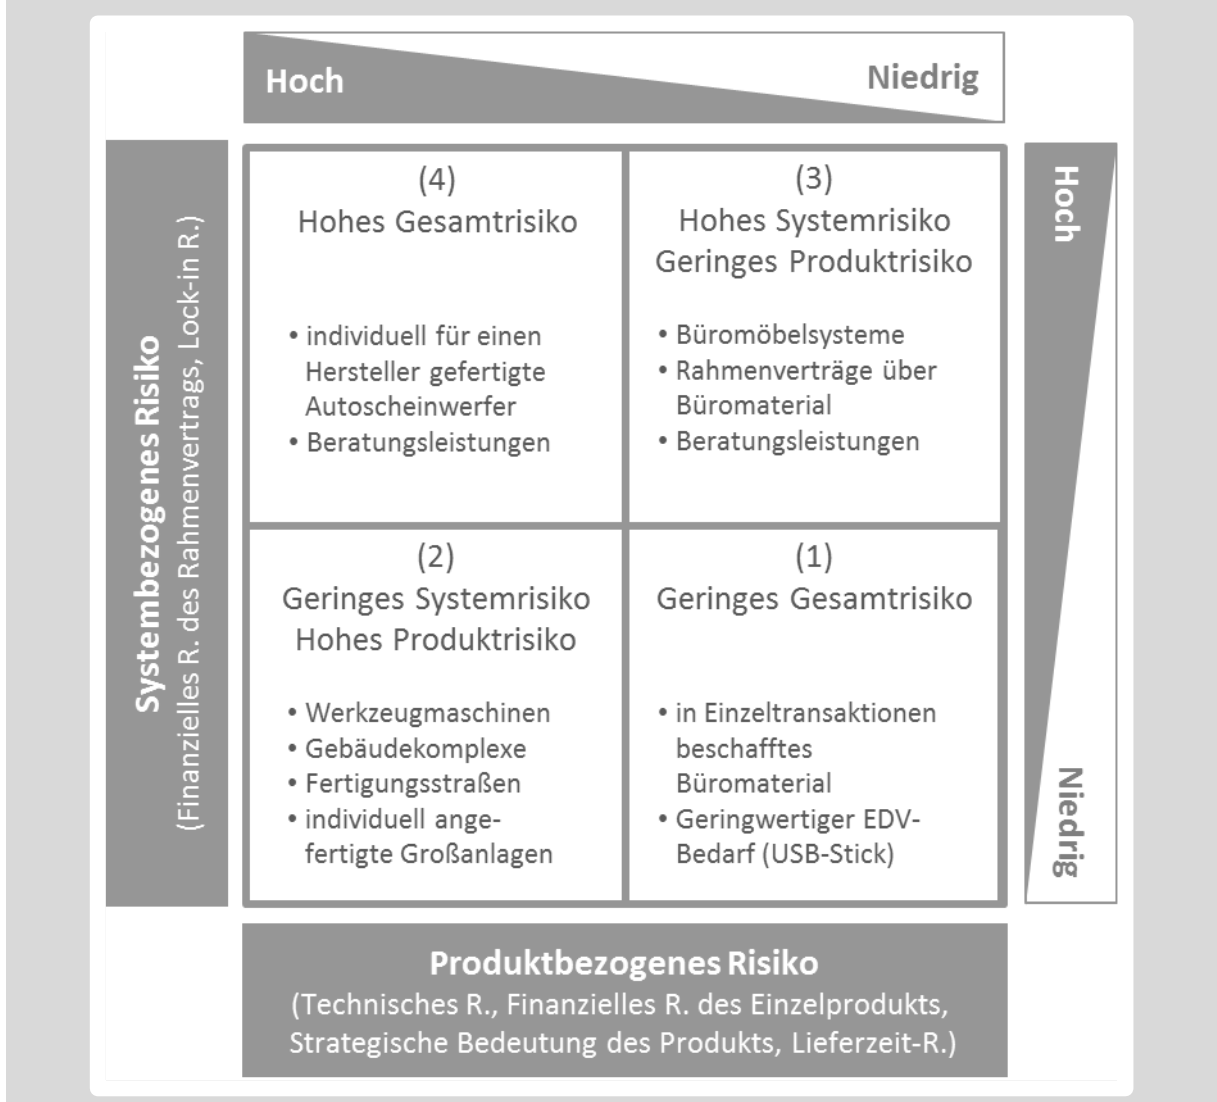 Hoch
Niedrig
Systembezogenes Risiko
(Finanzielles R. des Rahmenvertrags, Lock-in R.)
(4)
Hohes Gesamtrisiko
• individuell für einen
Hersteller gefertigte
Autoscheinwerfer
• Beratungsleistungen
(3)
Hohes Systemrisiko
Geringes Produktrisiko
• Büromöbelsysteme
• Rahmenverträge über
Büromaterial
• Beratungsleistungen
Hoch
Niedrig
(2)
Geringes Systemrisiko
Hohes Produktrisiko
• Werkzeugmaschinen
• Gebäudekomplexe
• Fertigungsstraßen
• individuell ange-
fertigte Großanlagen
(1)
Geringes Gesamtrisiko
• in Einzeltransaktionen
beschafftes
Büromaterial
• Geringwertiger EDV-
Bedarf (USB-Stick)
Produktbezogenes Risiko
(Technisches R., Finanzielles R. des Einzelprodukts,
Strategische Bedeutung des Produkts, Lieferzeit-R.)